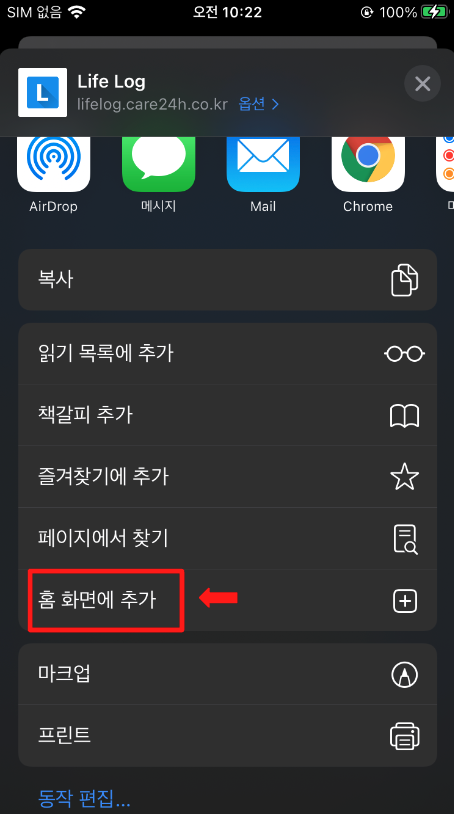 SIM 없음 오전 10:22 100%
L
Life Log
lifelog.care24h.co.kr 옵션 >
AirDrop 메시지 Mail Chrome
복사
읽기 목록에 추가
책갈피 추가
즐겨찾기에 추가
페이지에서 찾기
홈 화면에 추가
마크업
프린트
동작 편집...